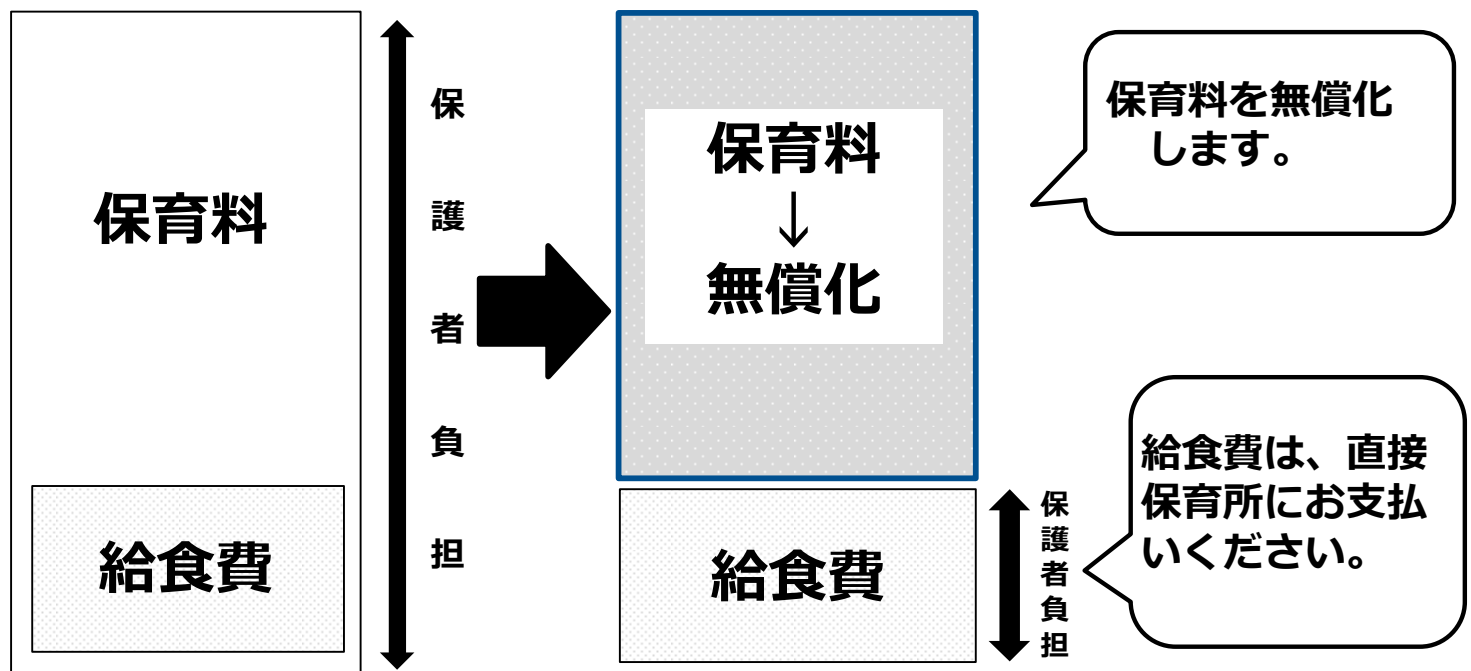 保育料
給食費
保護者負担
保育料
↓
無償化
給食費
保護者負担
保育料を無償化
します。
給食費は、直接
保育所にお支払
いください。